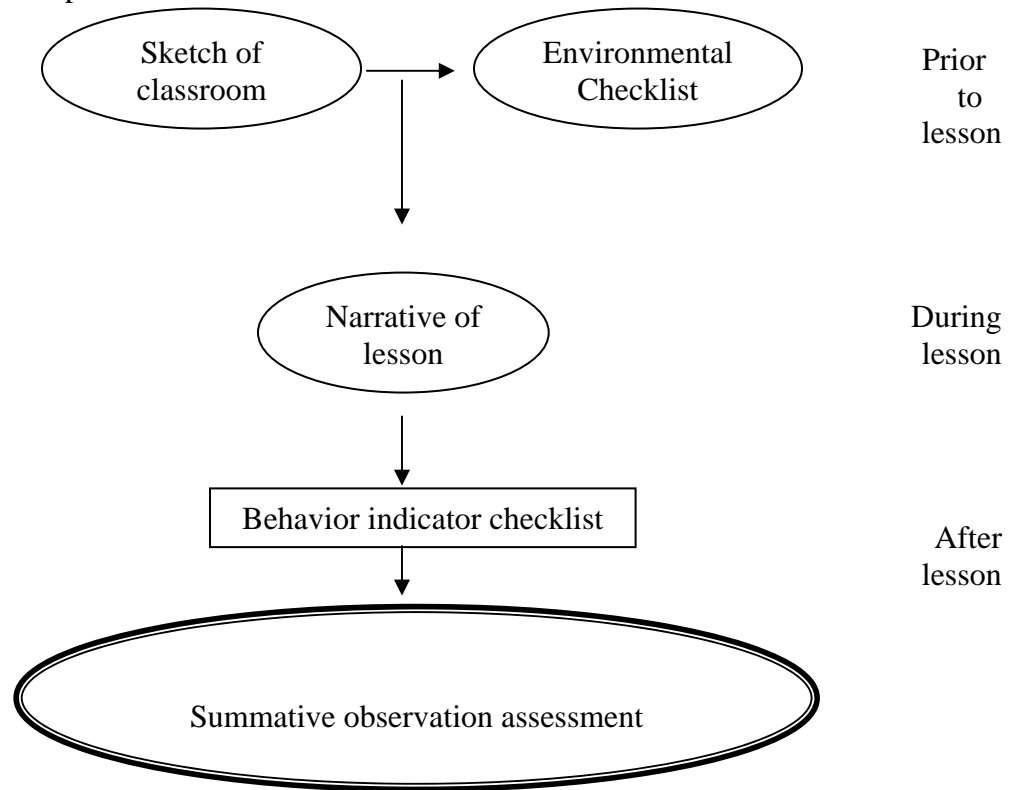 Sketch of
classroom
Environmental
Checklist
Prior
to
lesson
Narrative of
lesson
During
lesson
Behavior indicator checklist
After
lesson
Summative observation assessment